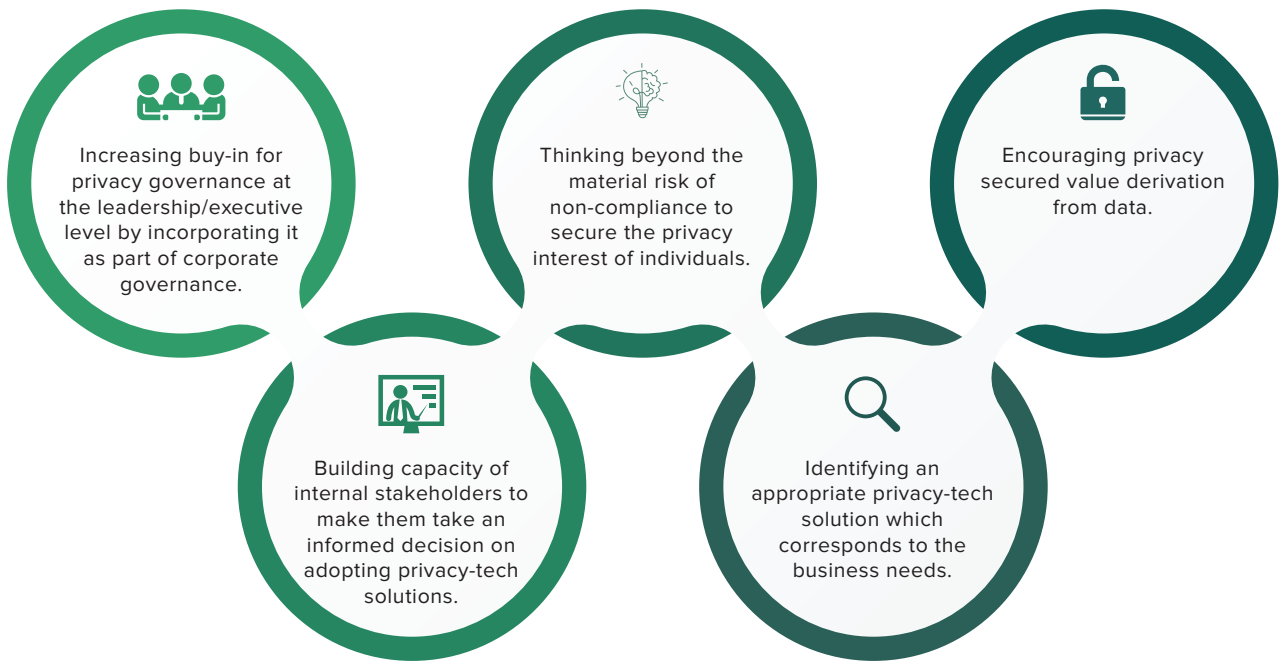 Increasing buy-in for
privacy governance at
the leadership/executive
level by incorporating it
as part of corporate
governance.
Building capacity of
internal stakeholders to
make them take an
informed decision on
adopting privacy-tech
solutions.
Thinking beyond the
material risk of
non-compliance to
secure the privacy
interest of individuals.
Identifying an
appropriate privacy-tech
solution which
corresponds to the
business needs.
Encouraging privacy
secured value derivation
from data.